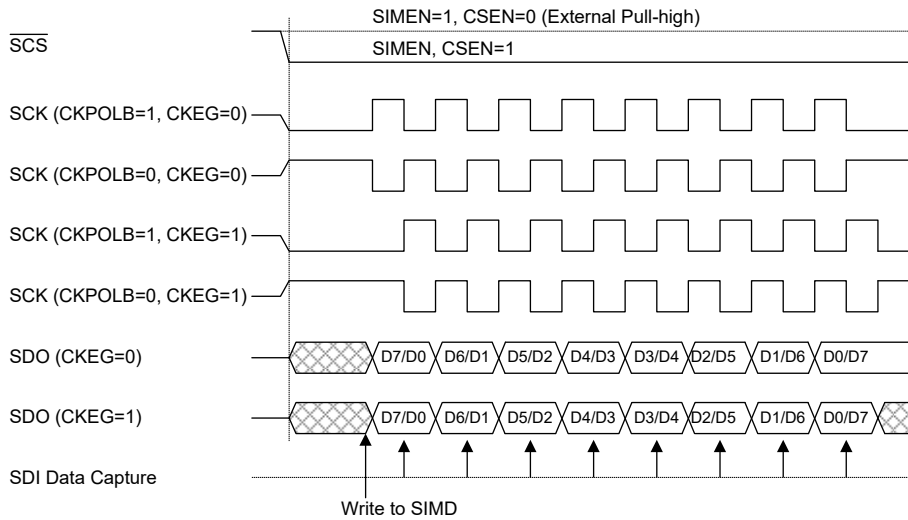 SIMEN=1, CSEN=0 (External Pull-high)
SCS
SIMEN, CSEN=1
SCK (CKPOLB=1, CKEG=0)
SCK (CKPOLB=0, CKEG=0)
SCK (CKPOLB=1, CKEG=1)
SCK (CKPOLB=0, CKEG=1)
SDO (CKEG=0) D7/D0 D6/D1 D5/D2 D4/D3 D3/D4 D2/D5 D1/D6 D0/D7
SDO (CKEG=1) D7/D0 D6/D1 D5/D2 D4/D3 D3/D4 D2/D5 D1/D6 D0/D7
SDI Data Capture
Write to SIMD